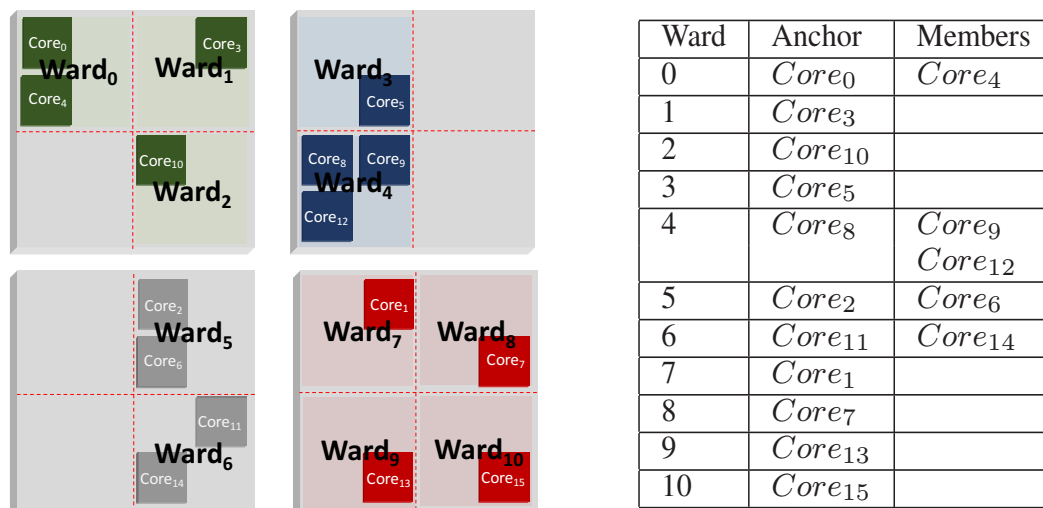 Core₀
Ward₀
Core₄
Core₃
Ward₁
Core₁₀
Ward₂
Ward₃
Core₅
Core₈ Core₉
Ward₄
Core₁₂
Core₂
Ward₅
Core₆
Core₁₁
Ward₆
Core₁₄
Core₁
Ward₇
Ward₈
Core₇
Ward₉
Core₁₃
Ward₁₀
Core₁₅
Ward Anchor Members
0 Core₀ Core₄
1 Core₃
2 Core₁₀
3 Core₅
4 Core₈ Core₉
Core₁₂
5 Core₂ Core₆
6 Core₁₁ Core₁₄
7 Core₁
8 Core₇
9 Core₁₃
10 Core₁₅